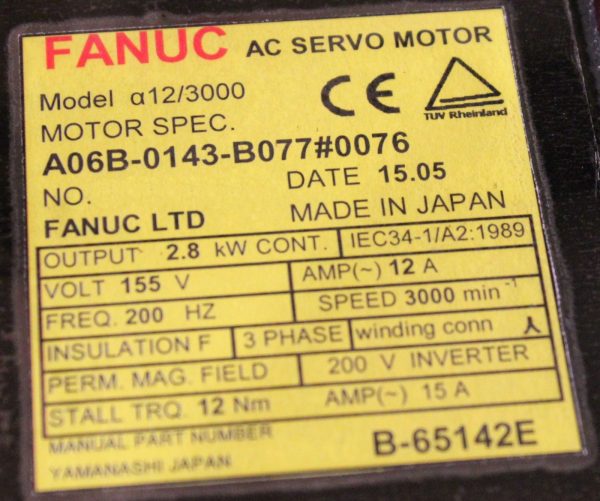 FANUC AC SERVO MOTOR
Model α12/3000
MOTOR SPEC.
TUV Rheinland
A06B-0143-B077#0076
NO. DATE 15.05
FANUC LTD MADE IN JAPAN
OUTPUT 2.8 kW CONT. IEC34-1/A2:1989
VOLT 155 V AMP(~) 12 A
FREQ. 200 HZ SPEED 3000 min⁻¹
INSULATION F 3 PHASE winding conn
PERM. MAG. FIELD 200 V INVERTER
STALL TRQ. 12 Nm AMP(~) 15 A
MANUAL PART NUMBER B-65142E
YAMANASHI JAPAN